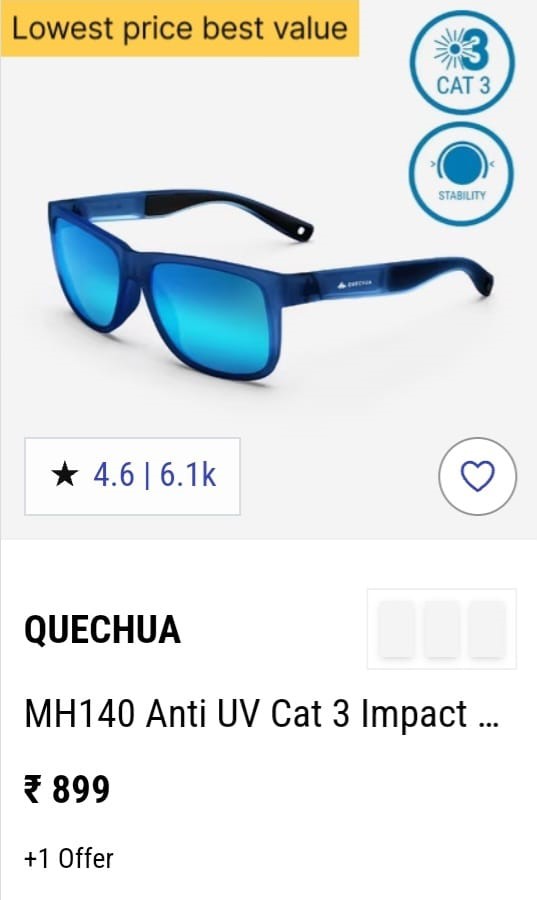 Lowest price best value
3
CAT 3
STABILITY
QUECHUA
★ 4.6 | 6.1k
QUECHUA
MH140 Anti UV Cat 3 Impact ...
₹ 899
+1 Offer